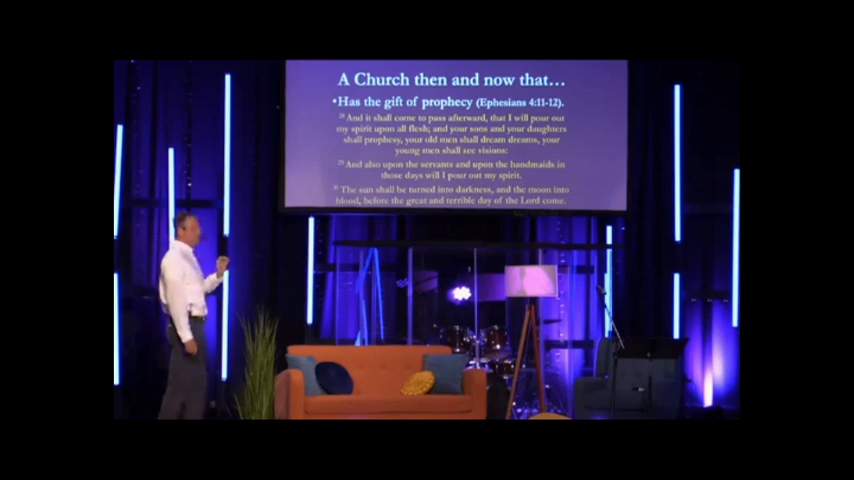 A Church then and now that…
•Has the gift of prophecy (Ephesians 4:11-12).
28 And it shall come to pass afterward, that I will pour out
my spirit upon all flesh; and your sons and your daughters
shall prophesy, your old men shall dream dreams, your
young men shall see visions:
29 And also upon the servants and upon the handmaids in
those days will I pour out my spirit.
31 The sun shall be turned into darkness, and the moon into
blood, before the great and terrible day of the Lord come.